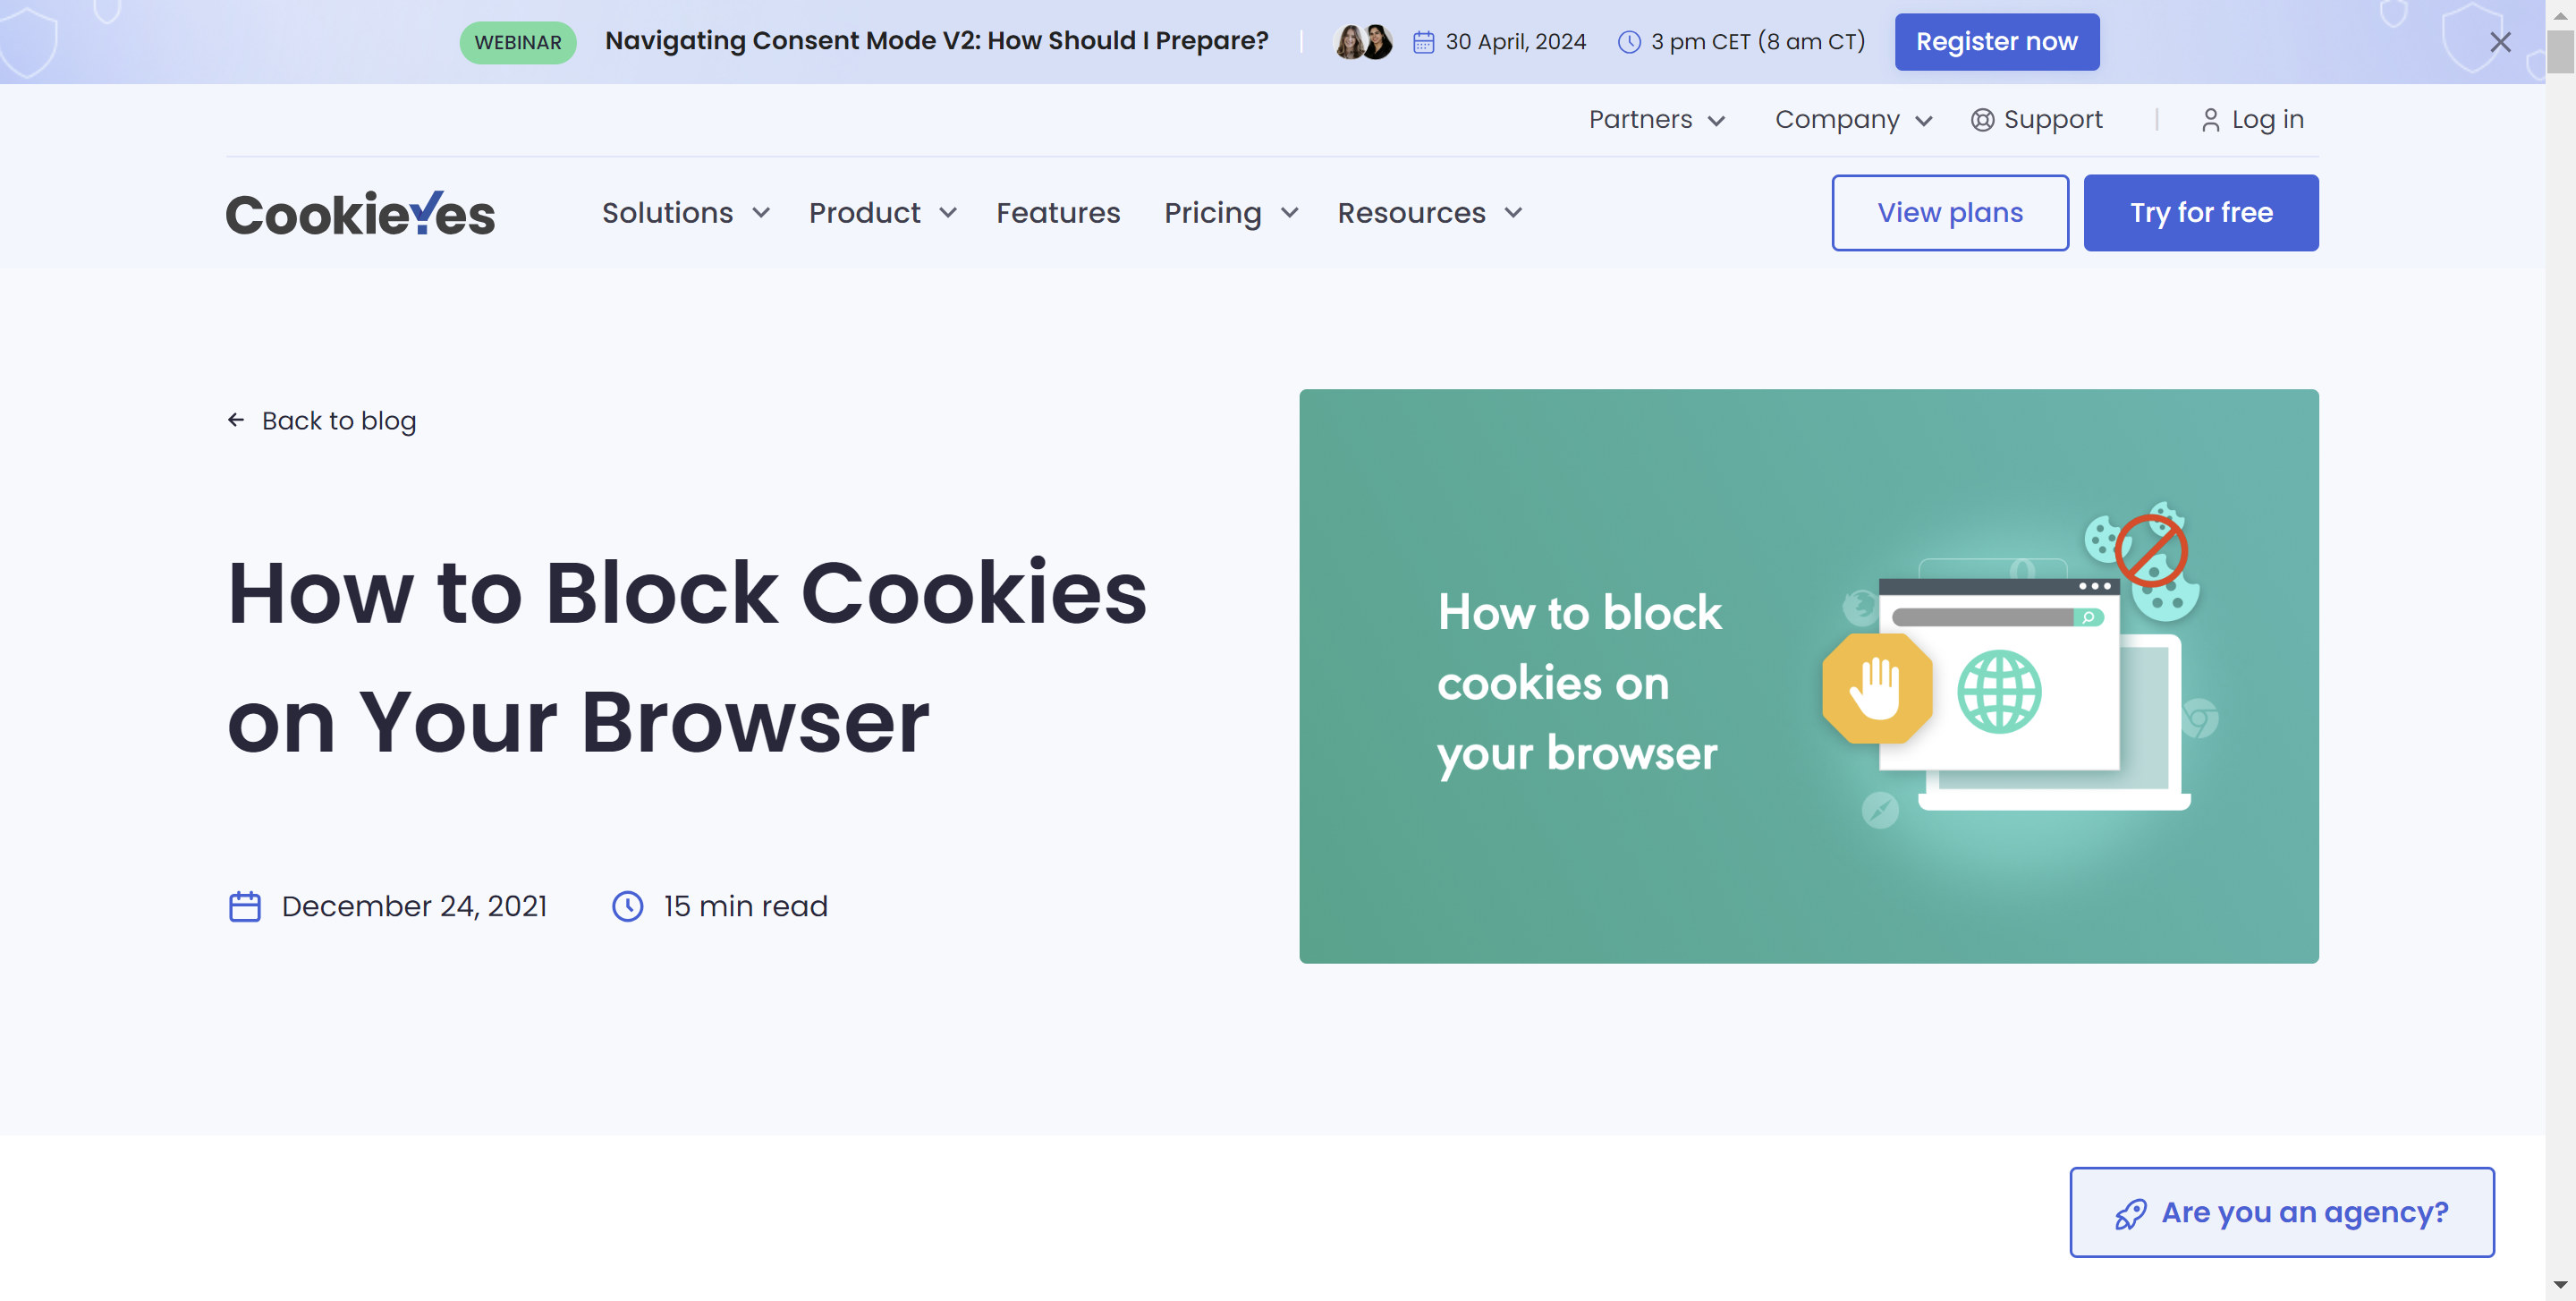 WEBINAR Navigating Consent Mode V2: How Should I Prepare? 30 April, 2024 3 pm CET (8 am CT) Register now
Partners Company Support Log in
CookieYes Solutions Product Features Pricing Resources View plans Try for free
Back to blog
How to Block Cookies
on Your Browser
December 24, 2021 15 min read
How to block
cookies on
your browser
Are you an agency?